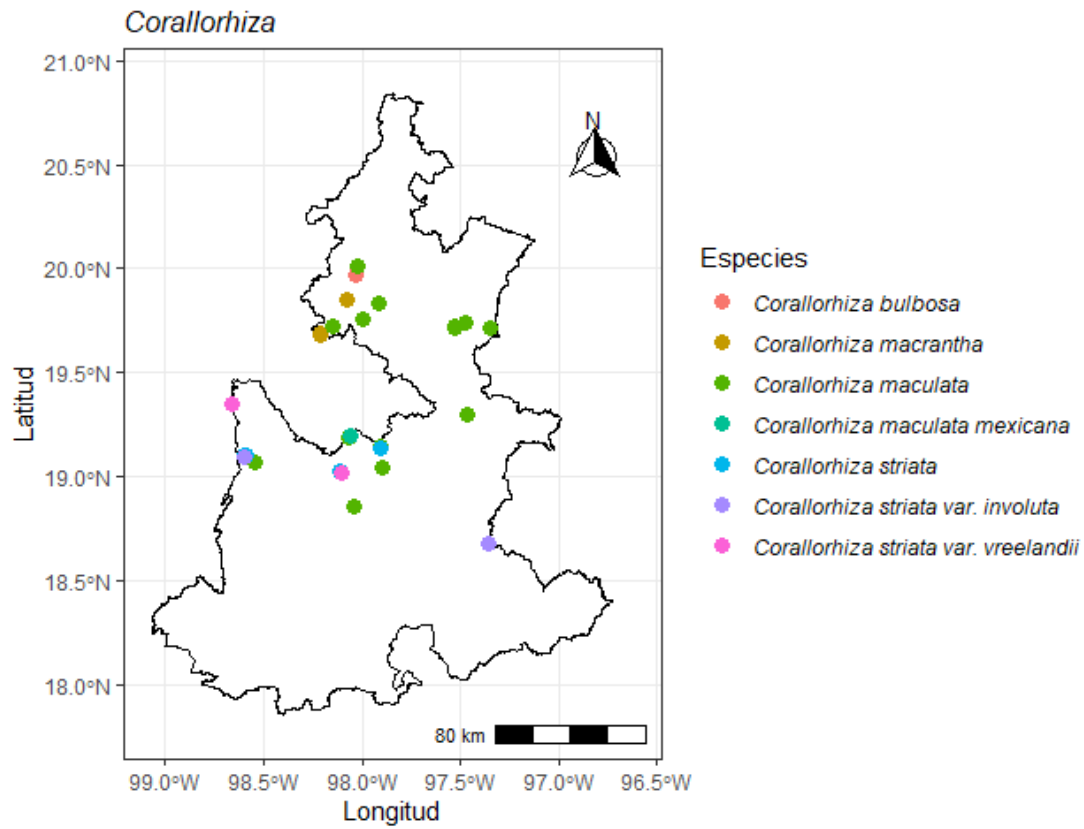 Corallorhiza
21.0°N
20.5°N
20.0°N
19.5°N
19.0°N
18.5°N
18.0°N
Latitud
N
80 km
99.0°W 98.5°W 98.0°W 97.5°W 97.0°W 96.5°W
Longitud
Especies
Corallorhiza bulbosa
Corallorhiza macrantha
Corallorhiza maculata
Corallorhiza maculata mexicana
Corallorhiza striata
Corallorhiza striata var. involuta
Corallorhiza striata var. vreelandii